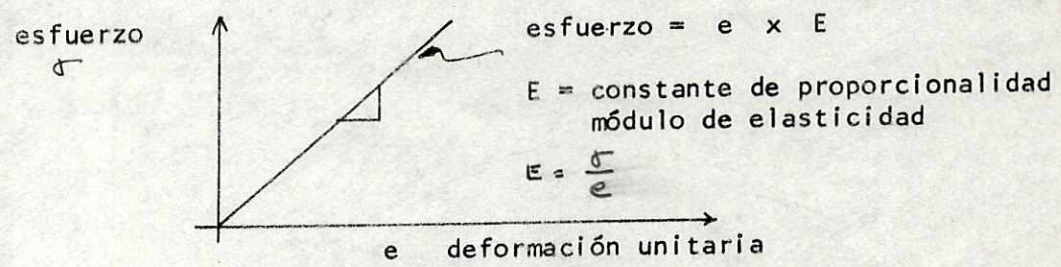 esfuerzo
σ
esfuerzo = e x E
E = constante de proporcionalidad
módulo de elasticidad
E = σ/e
e deformación unitaria